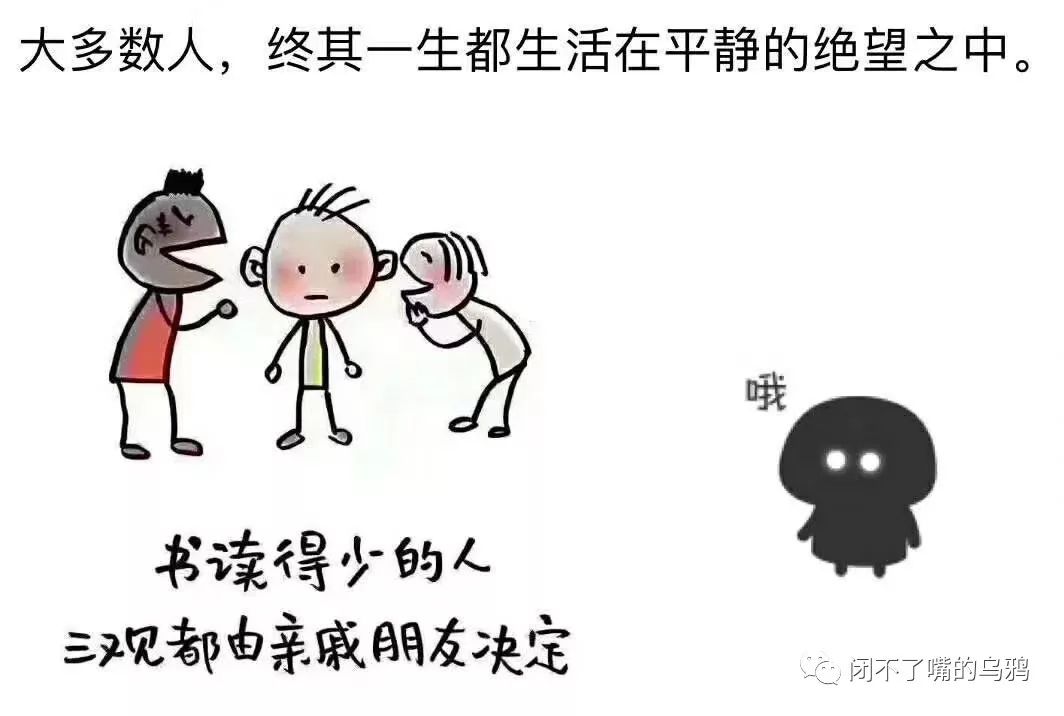 大多数人，终其一生都生活在平静的绝望之中。
哦
书读得少的人
三观都由亲戚朋友决定
闭不了嘴的乌鸦